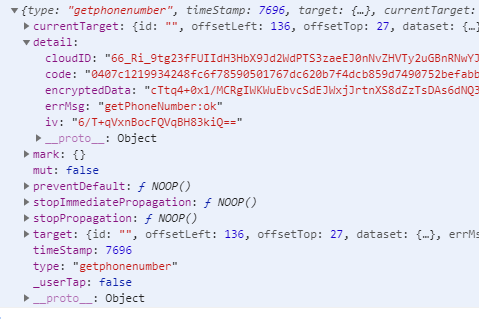 ▼ {type: "getphonenumber", timeStamp: 7696, target: {…}, currentTarget:
▶ currentTarget: {id: "", offsetLeft: 136, offsetTop: 27, dataset: {…},
▼ detail:
cloudID: "66_Ri_9tg23fFUIIdH3HbX9Jd2WdPTS3zaeEJ0nNvZHVTy2uGBnRNwYJ
code: "0407c1219934248fc6f78590501767dc620b7f4dcb859d7490752befabb
encryptedData: "cTtq4+0x1/MCRgIWKWuEbvcSdEJWxjJrtnXS8dZzTsDAs6dNQ3
errMsg: "getPhoneNumber:ok"
iv: "6/T+qVxnBocFQVqBH83kiQ=="
▶ __proto__: Object
▶ mark: {}
mut: false
▶ preventDefault: ƒ NOOP()
▶ stopImmediatePropagation: ƒ NOOP()
▶ stopPropagation: ƒ NOOP()
▶ target: {id: "", offsetLeft: 136, offsetTop: 27, dataset: {…}, errMs
timeStamp: 7696
type: "getphonenumber"
_userTap: false
▶ __proto__: Object